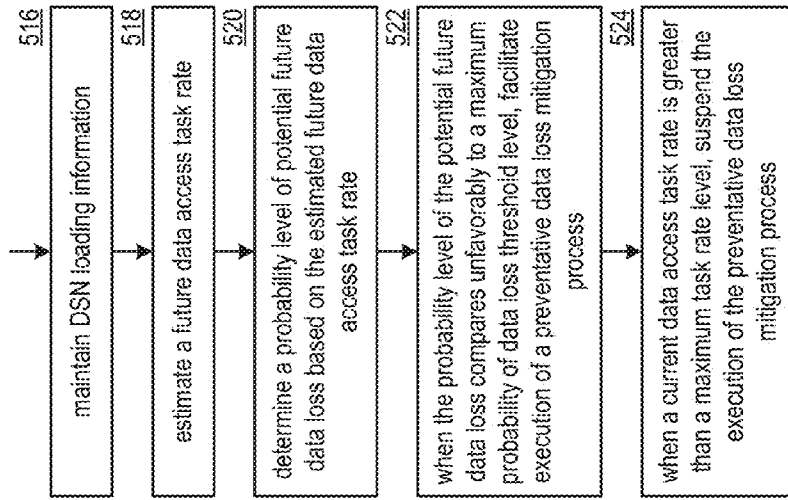 516
maintain DSN loading information
518
estimate a future data access task rate
520
determine a probability level of potential future
data loss based on the estimated future data
access task rate
522
when the probability level of the potential future
data loss compares unfavorably to a maximum
probability of data loss threshold level, facilitate
execution of a preventative data loss mitigation
process
524
when a current data access task rate is greater
than a maximum task rate level, suspend the
execution of the preventative data loss
mitigation process